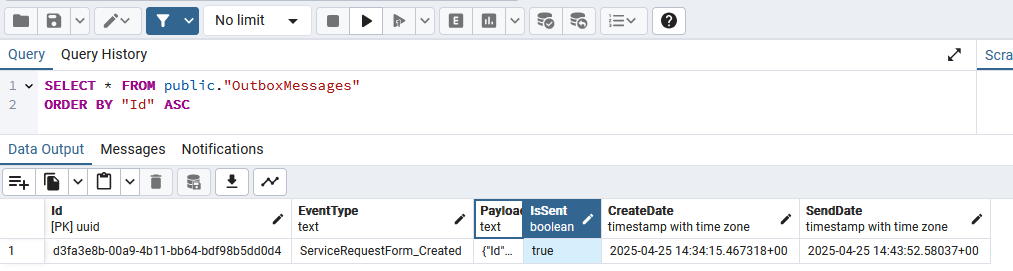 No limit
E
Query Query History
Scra
1 SELECT * FROM public."OutboxMessages"
2 ORDER BY "Id" ASC
Data Output Messages Notifications
Id EventType Payload IsSent CreateDate SendDate
[PK] uuid text text boolean timestamp with time zone timestamp with time zone
1 d3fa3e8b-00a9-4b11-bb64-bdf98b5dd0d4 ServiceRequestForm_Created {"Id"... true 2025-04-25 14:34:15.467318+00 2025-04-25 14:43:52.58037+00